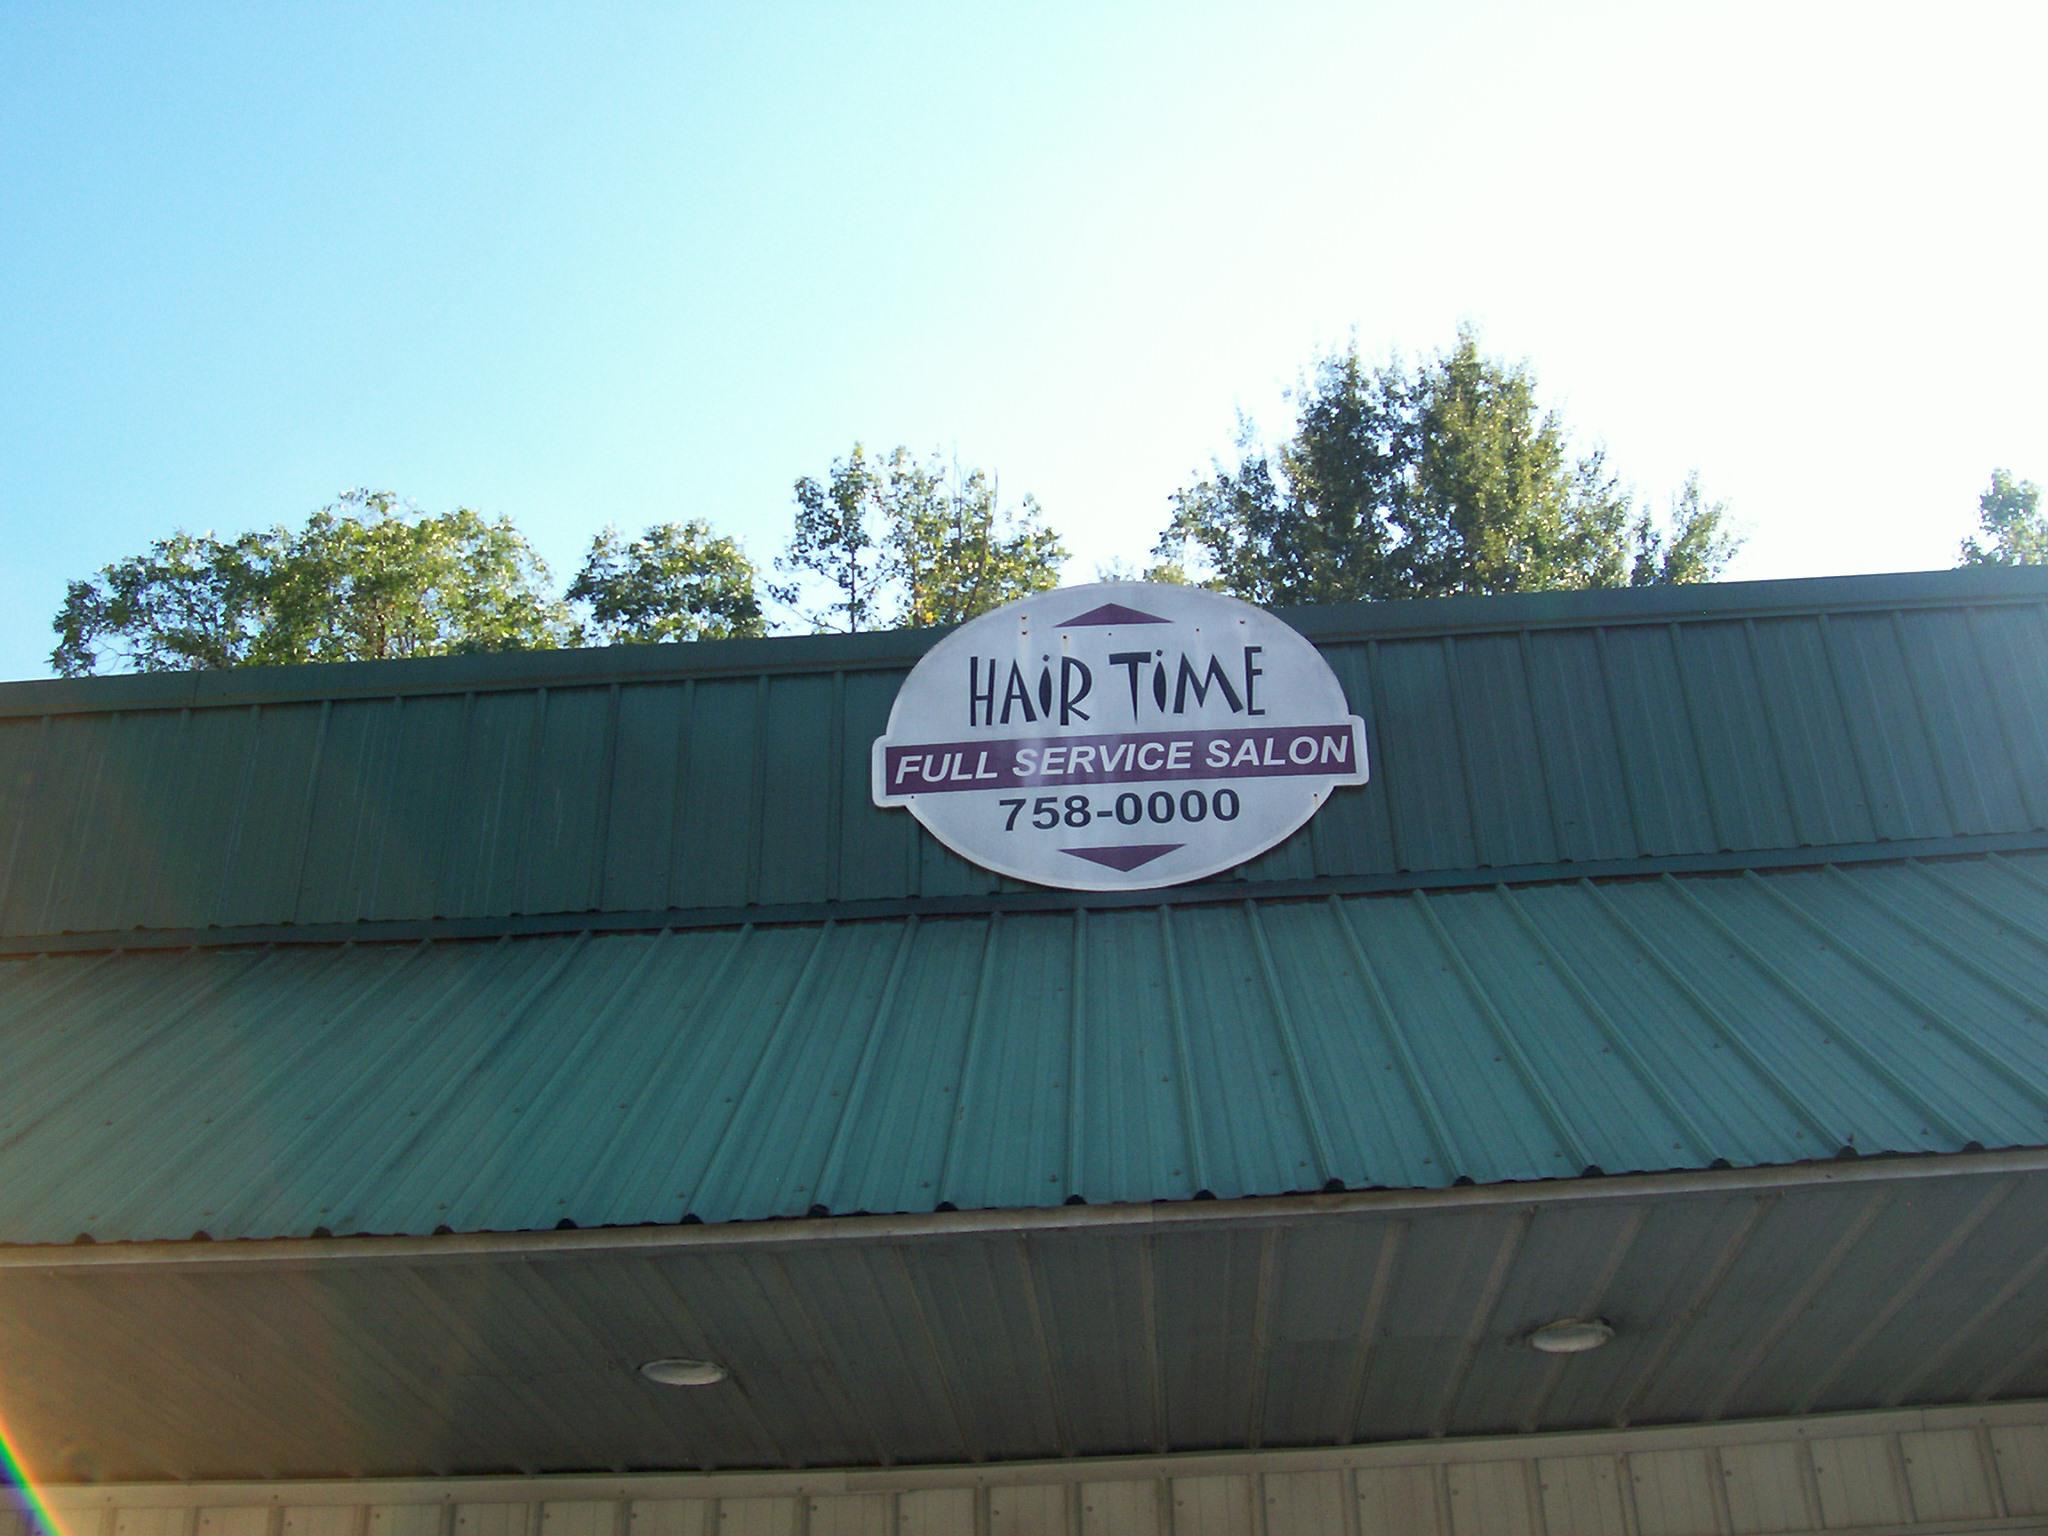 HAiR TiME
FULL SERVICE SALON
758-0000